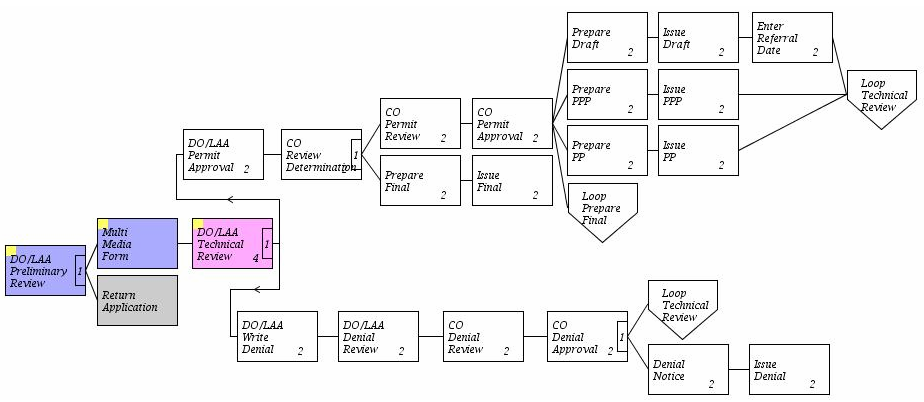 DO/LAA
Preliminary
Review
1
Multi
Media
Form
Return
Application
DO/LAA
Technical
Review
4
1
DO/LAA
Permit
Approval
2
CO
Review
Determination
1
CO
Permit
Review
2
CO
Permit
Approval
2
Prepare
Final
2
Issue
Final
2
Prepare
Draft
2
Issue
Draft
2
Enter
Referral
Date
2
Prepare
PPP
2
Issue
PPP
2
Prepare
PP
2
Issue
PP
2
Loop
Technical
Review
Loop
Prepare
Final
DO/LAA
Write
Denial
2
DO/LAA
Denial
Review
2
CO
Denial
Review
2
CO
Denial
Approval
2
1
Loop
Technical
Review
Denial
Notice
2
Issue
Denial
2